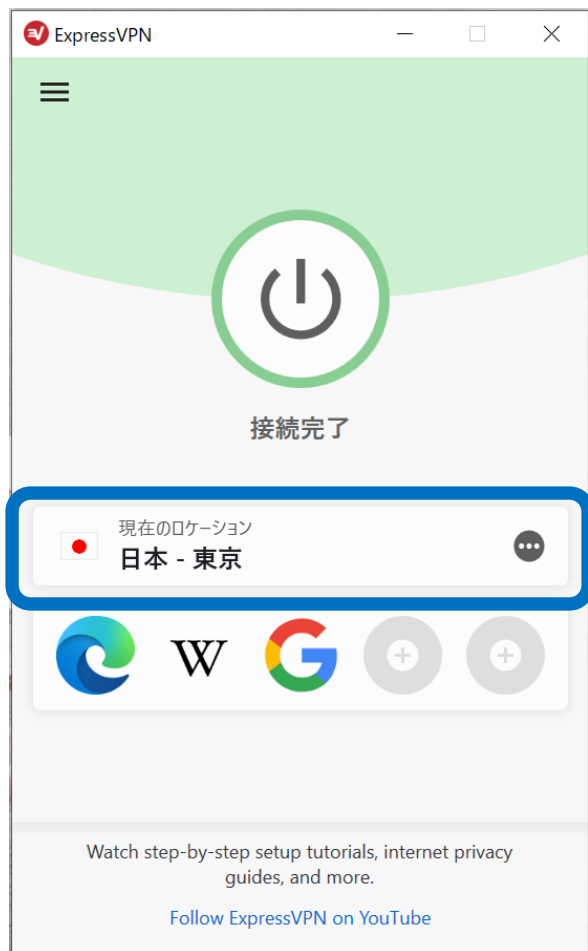 ExpressVPN
接続完了
現在のロケーション
日本 - 東京
W
Watch step-by-step setup tutorials, internet privacy
guides, and more.
Follow ExpressVPN on YouTube